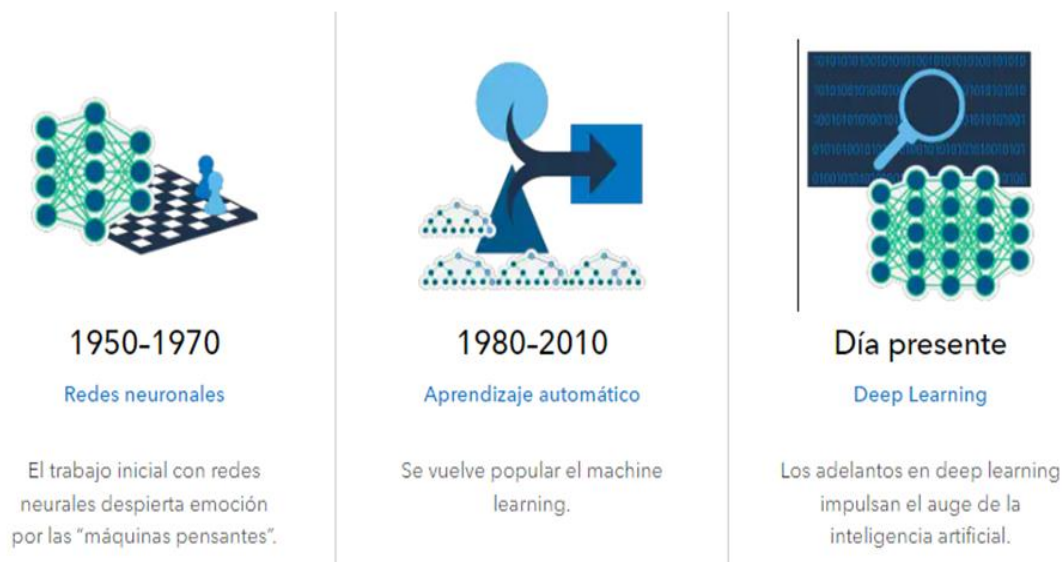 1950-1970
Redes neuronales
El trabajo inicial con redes
neurales despierta emoción
por las "máquinas pensantes".
1980-2010
Aprendizaje automático
Se vuelve popular el machine
learning.
Día presente
Deep Learning
Los adelantos en deep learning
impulsan el auge de la
inteligencia artificial.